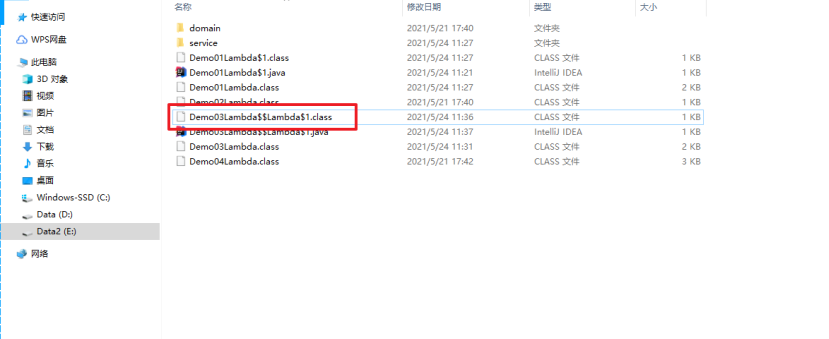 快速访问
WPS网盘
此电脑
3D 对象
视频
图片
文档
下载
音乐
桌面
Windows-SSD (C:)
Data (D:)
Data2 (E:)
网络
名称 修改日期 类型 大小
domain 2021/5/21 17:40 文件夹
service 2021/5/24 11:27 文件夹
Demo01Lambda$1.class 2021/5/24 11:27 CLASS 文件 1 KB
Demo01Lambda$1.java 2021/5/24 11:21 IntelliJ IDEA 1 KB
Demo01Lambda.class 2021/5/24 11:27 CLASS 文件 2 KB
Demo02Lambda.class 2021/5/21 17:40 CLASS 文件 2 KB
Demo03Lambda$$Lambda$1.class 2021/5/24 11:36 CLASS 文件 1 KB
Demo03Lambda$$Lambda$1.java 2021/5/24 11:37 IntelliJ IDEA 1 KB
Demo03Lambda.class 2021/5/24 11:31 CLASS 文件 2 KB
Demo04Lambda.class 2021/5/21 17:42 CLASS 文件 3 KB